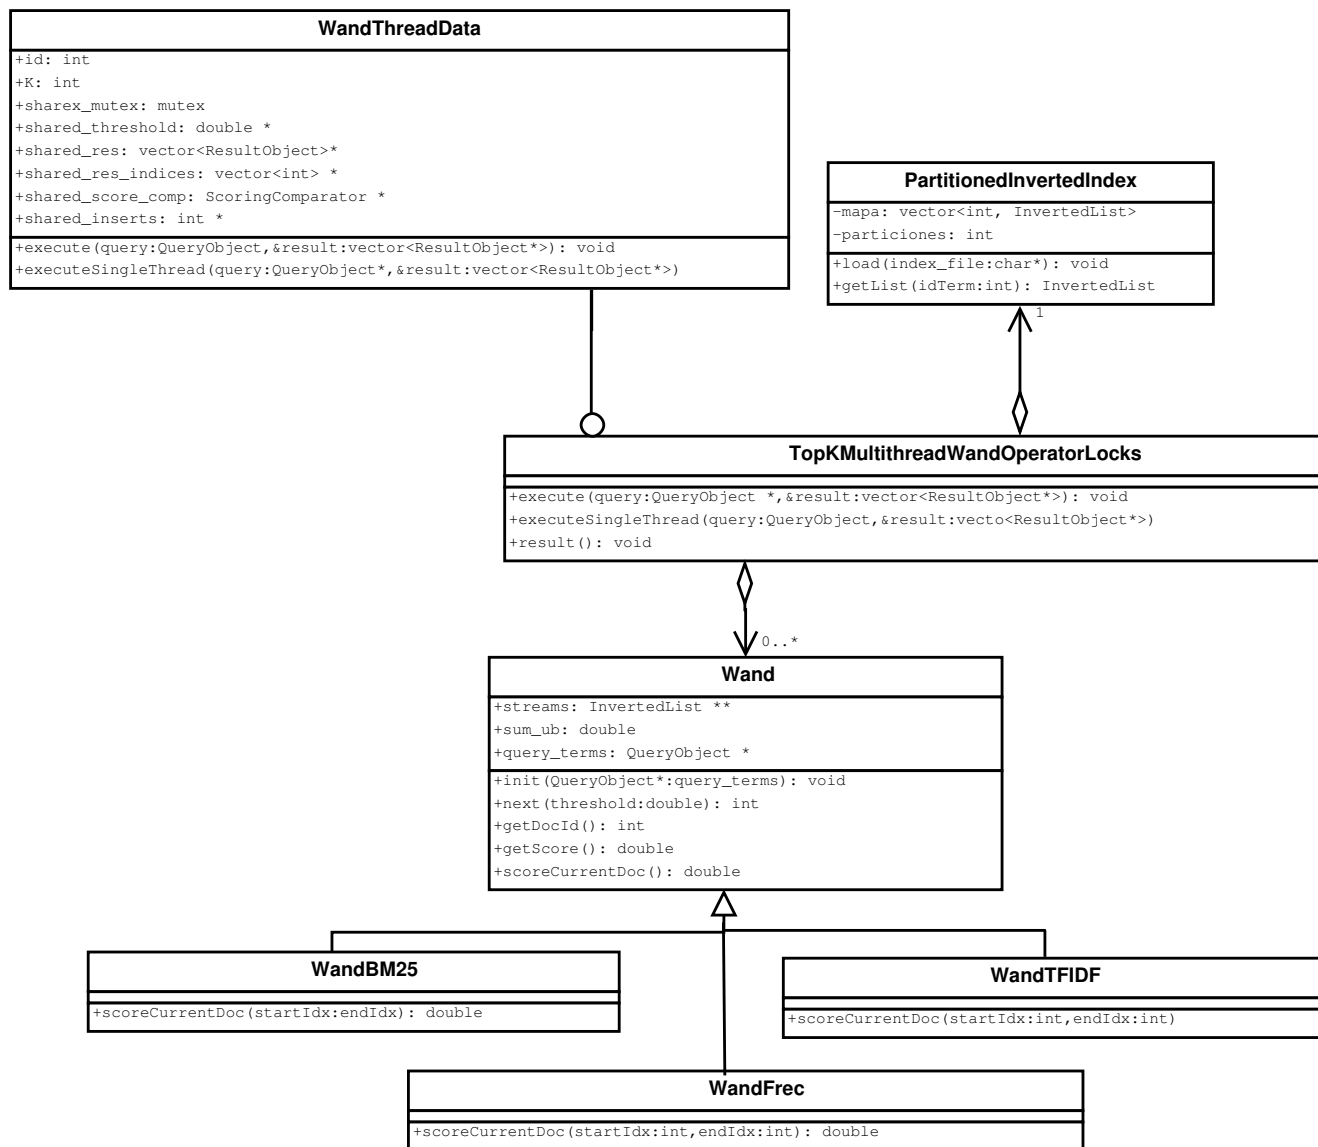 WandThreadData
+id: int
+K: int
+sharex_mutex: mutex
+shared_threshold: double *
+shared_res: vector<ResultObject>*
+shared_res_indices: vector<int> *
+shared_score_comp: ScoringComparator *
+shared_inserts: int *
+execute(query:QueryObject,&result:vector<ResultObject*>): void
+executeSingleThread(query:QueryObject*,&result:vector<ResultObject*>)
PartitionedInvertedIndex
-mapa: vector<int, InvertedList>
-particiones: int
+load(index_file:char*): void
+getList(idTerm:int): InvertedList
1
TopKMultithreadWandOperatorLocks
+execute(query:QueryObject *,&result:vector<ResultObject*>): void
+executeSingleThread(query:QueryObject,&result:vecto<ResultObject*>)
+result(): void
0..*
Wand
+streams: InvertedList **
+sum_ub: double
+query_terms: QueryObject *
+init(QueryObject*:query_terms): void
+next(threshold:double): int
+getDocId(): int
+getScore(): double
+scoreCurrentDoc(): double
WandBM25
+scoreCurrentDoc(startIdx:endIdx): double
WandTFIDF
+scoreCurrentDoc(startIdx:int,endIdx:int)
WandFrec
+scoreCurrentDoc(startIdx:int,endIdx:int): double